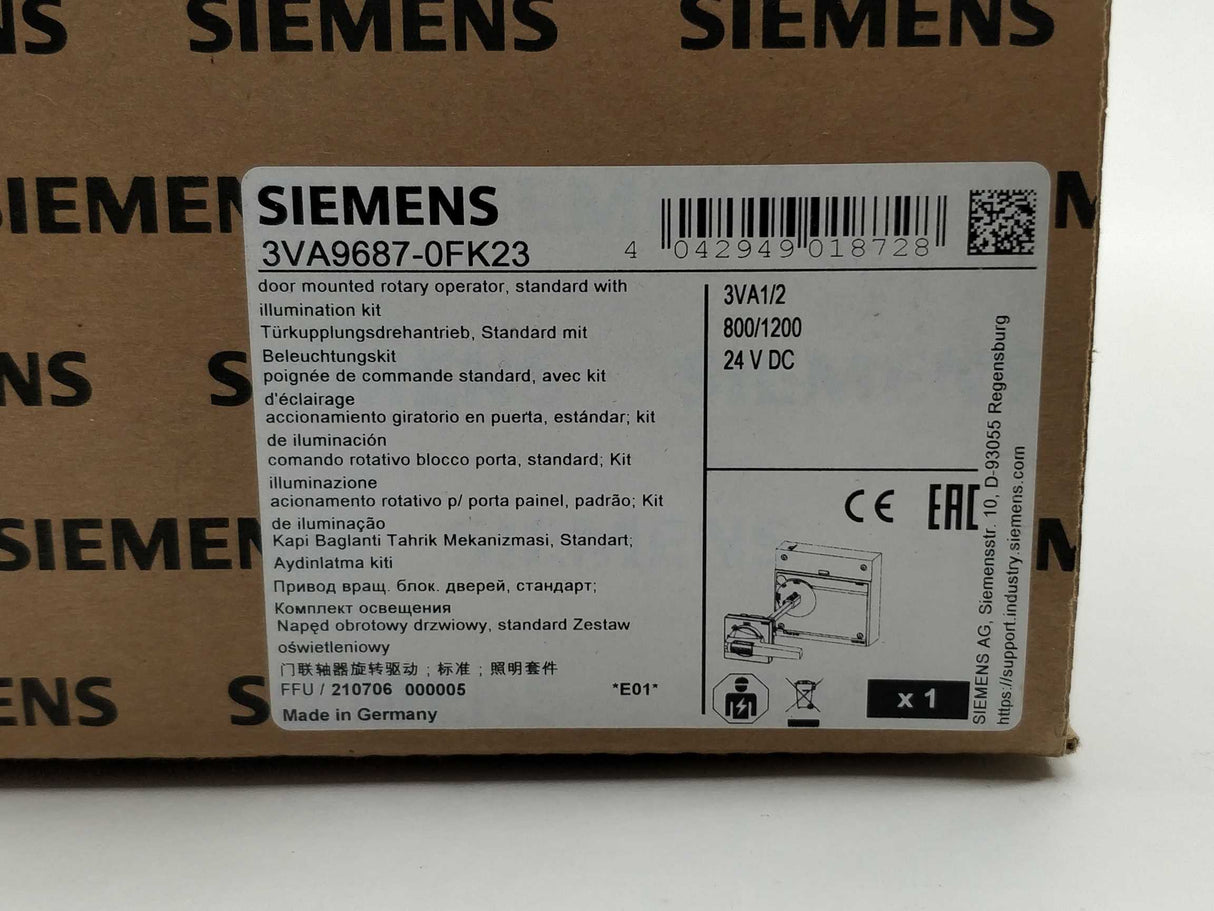 NS SIEMENS SIEMENS
SIEMEN
N
NS S
SIEMEN
N
ENS S
SIEMENS
3VA9687-0FK23
4 042949 018728
door mounted rotary operator, standard with
illumination kit
Türkupplungsdrehantrieb, Standard mit
Beleuchtungskit
poignée de commande standard, avec kit
d'éclairage
accionamiento giratorio en puerta, estándar; kit
de iluminación
comando rotativo blocco porta, standard; Kit
illuminazione
acionamento rotativo p/ porta painel, padrão; Kit
de iluminação
Kapi Baglanti Tahrik Mekanizmasi, Standart;
Aydinlatma kiti
Привод вращ. блок. дверей, стандарт;
Комплект освещения
Napęd obrotowy drzwiowy, standard Zestaw
oświetleniowy
门联轴器旋转驱动；标准；照明套件
FFU / 210706 000005 *E01*
Made in Germany
3VA1/2
800/1200
24 V DC
CE EAC
x 1
SIEMENS AG, Siemensstr. 10, D-93055 Regensburg
https://support.industry.siemens.com